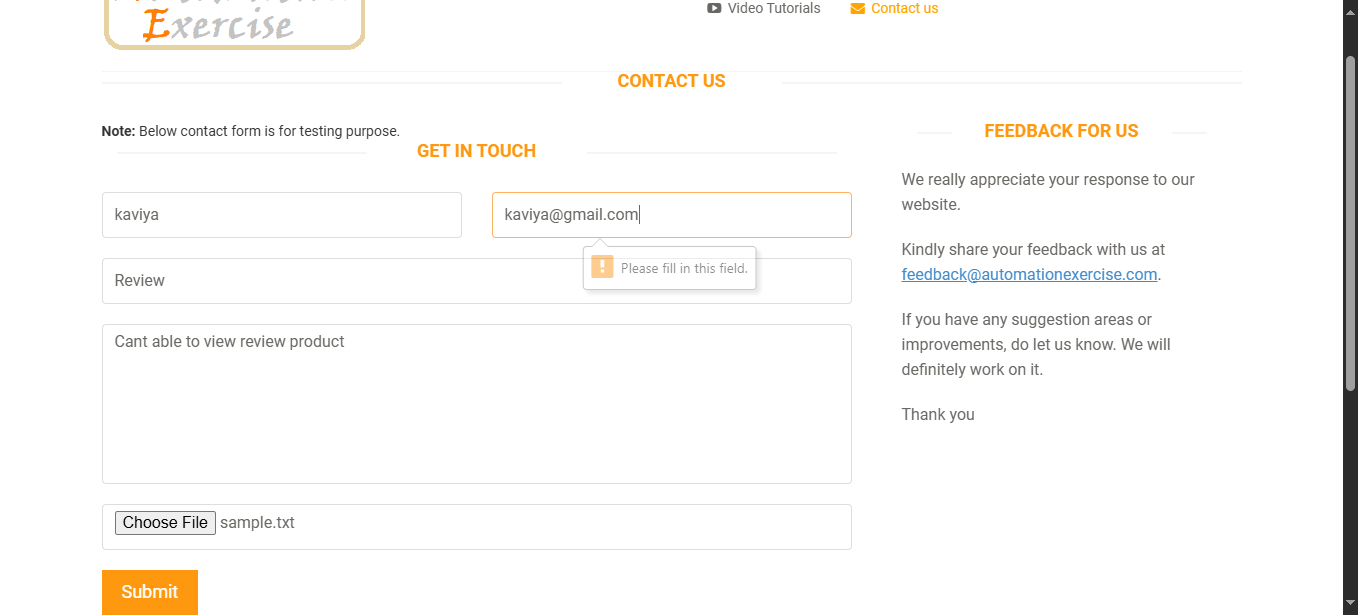 Exercise
Video Tutorials
Contact us
CONTACT US
Note: Below contact form is for testing purpose.
GET IN TOUCH
kaviya
kaviya@gmail.com
Please fill in this field.
Review
Cant able to view review product
Choose File sample.txt
Submit
FEEDBACK FOR US
We really appreciate your response to our
website.
Kindly share your feedback with us at
feedback@automationexercise.com.
If you have any suggestion areas or
improvements, do let us know. We will
definitely work on it.
Thank you